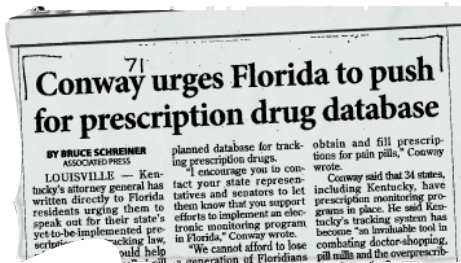 71
Conway urges Florida to push
for prescription drug database
BY BRUCE SCHREINER
ASSOCIATED PRESS
LOUISVILLE — Ken-
tucky's attorney general has
written directly to Florida
residents urging them to
speak out for their state's
yet-to-be-implemented pre-
tracking law,
could help
planned database for track-
ing prescription drugs.
"I encourage you to con-
tact your state represen-
tatives and senators to let
them know that you support
efforts to implement an elec-
tronic monitoring program
in Florida," Conway wrote.
"We cannot afford to lose
a generation of Floridians
obtain and fill prescrip-
tions for pain pills," Conway
wrote.
Conway said that 34 states,
including Kentucky, have
prescription monitoring pro-
grams in place. He said Ken-
tucky's tracking system has
become "an invaluable tool in
combating doctor-shopping,
pill mills and the overprescrib-